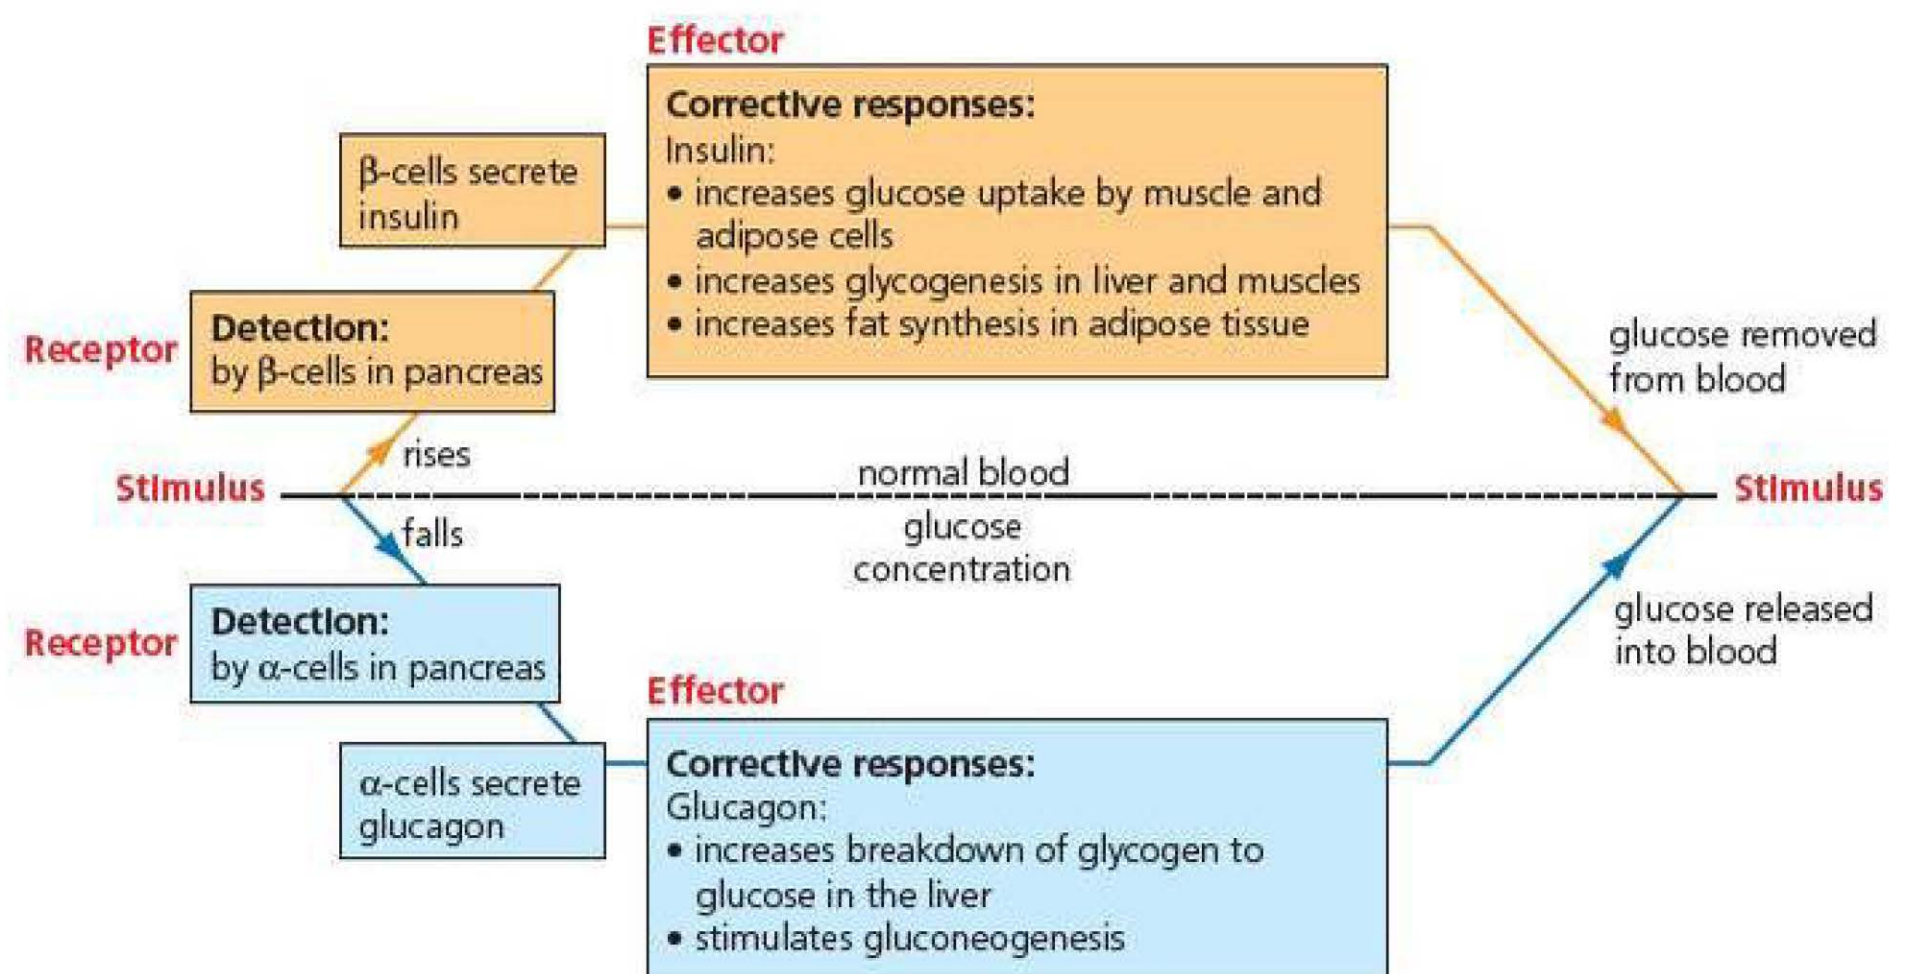 Effector
Corrective responses:
Insulin:
• increases glucose uptake by muscle and
adipose cells
• increases glycogenesis in liver and muscles
• increases fat synthesis in adipose tissue
β-cells secrete
insulin
Receptor
Detection:
by β-cells in pancreas
glucose removed
from blood
rises
Stimulus
normal blood
glucose
concentration
Stimulus
falls
Receptor
Detection:
by α-cells in pancreas
glucose released
into blood
α-cells secrete
glucagon
Effector
Corrective responses:
Glucagon:
• increases breakdown of glycogen to
glucose in the liver
• stimulates gluconeogenesis